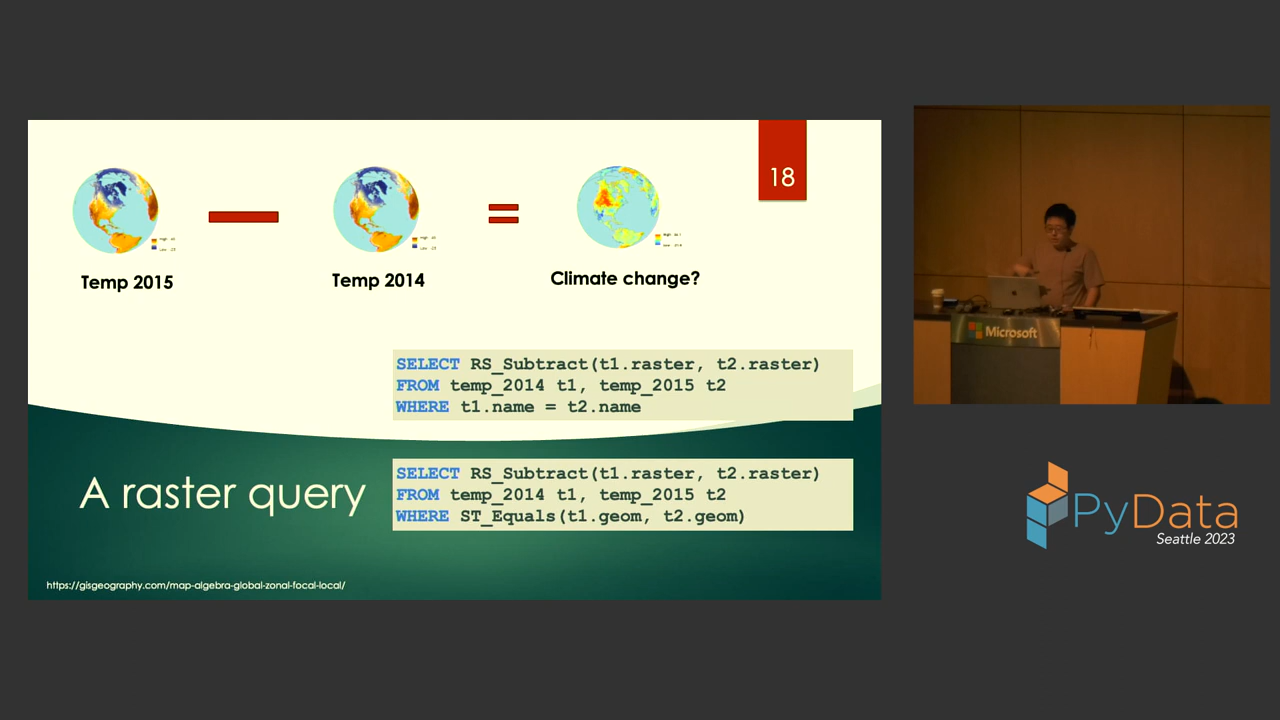 18
Temp 2015
Temp 2014
Climate change?
SELECT RS_Subtract(t1.raster, t2.raster)
FROM temp_2014 t1, temp_2015 t2
WHERE t1.name = t2.name
A raster query
SELECT RS_Subtract(t1.raster, t2.raster)
FROM temp_2014 t1, temp_2015 t2
WHERE ST_Equals(t1.geom, t2.geom)
https://gisgeography.com/map-algebra-global-zonal-focal-local/
Microsoft
PyData
Seattle 2023